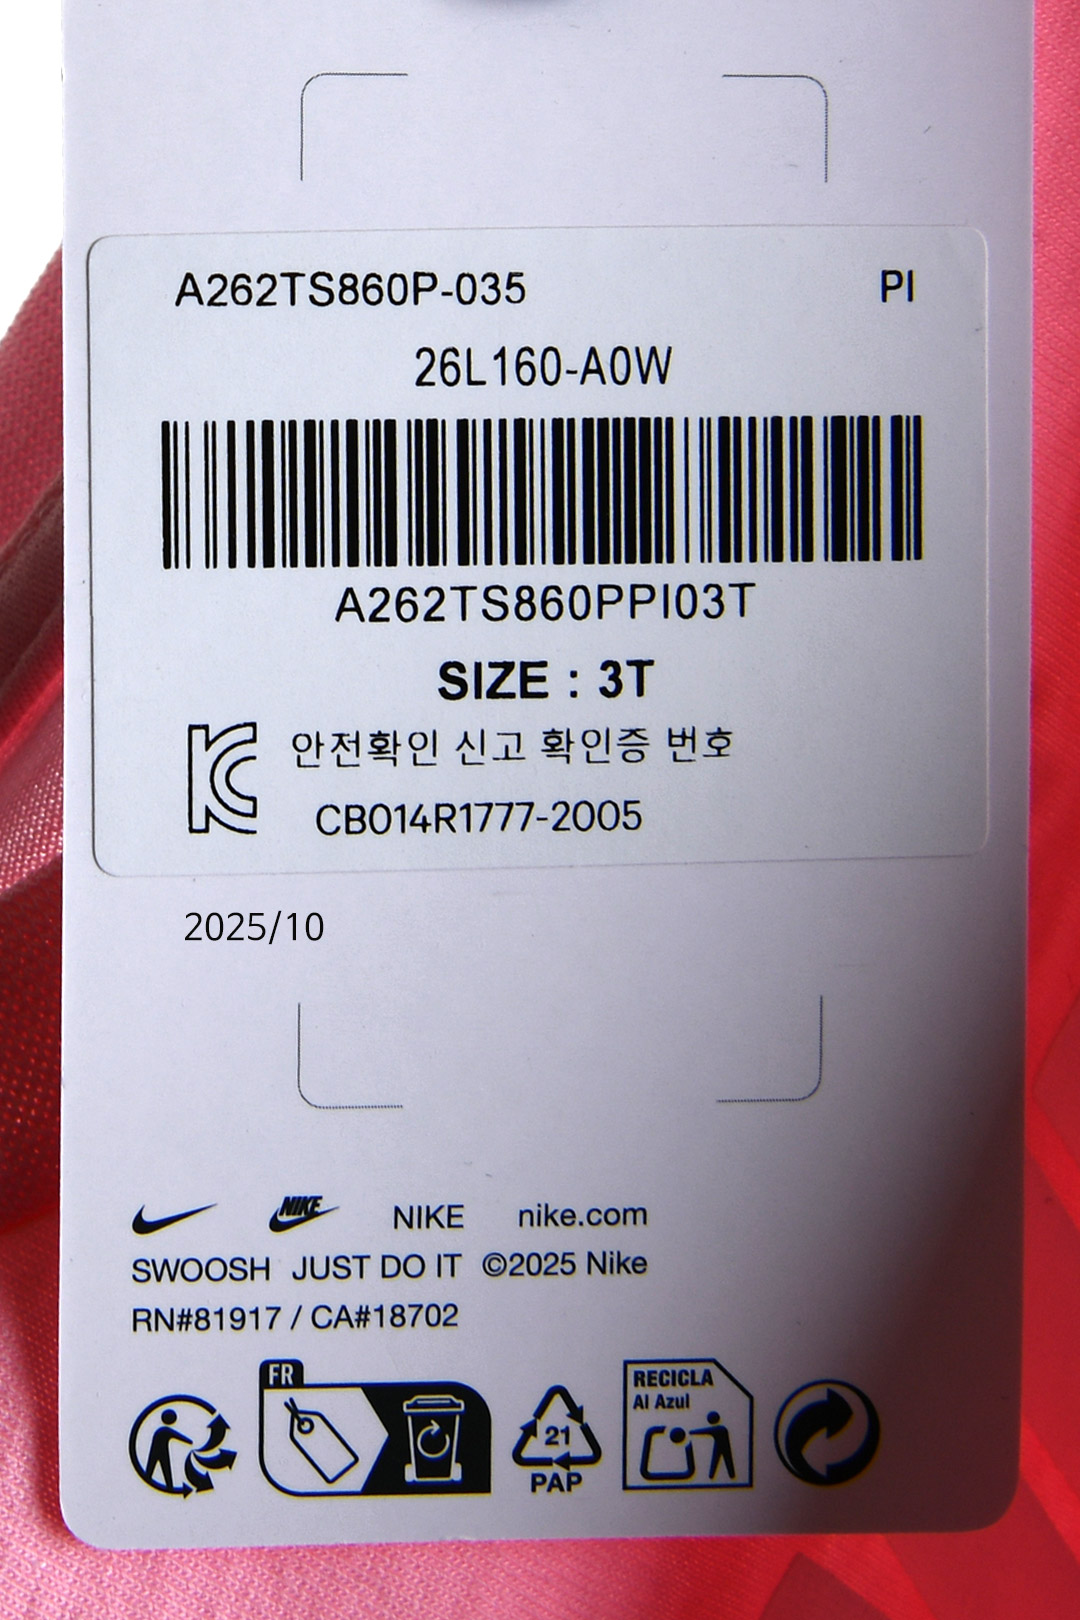 A262TS860P-035 PI
26L160-A0W
A262TS860PPI03T
SIZE : 3T
안전확인 신고 확인증 번호
CB014R1777-2005
2025/10
NIKE NIKE nike.com
SWOOSH JUST DO IT ©2025 Nike
RN#81917 / CA#18702
FR
RECICLA
Al Azul
21
PAP